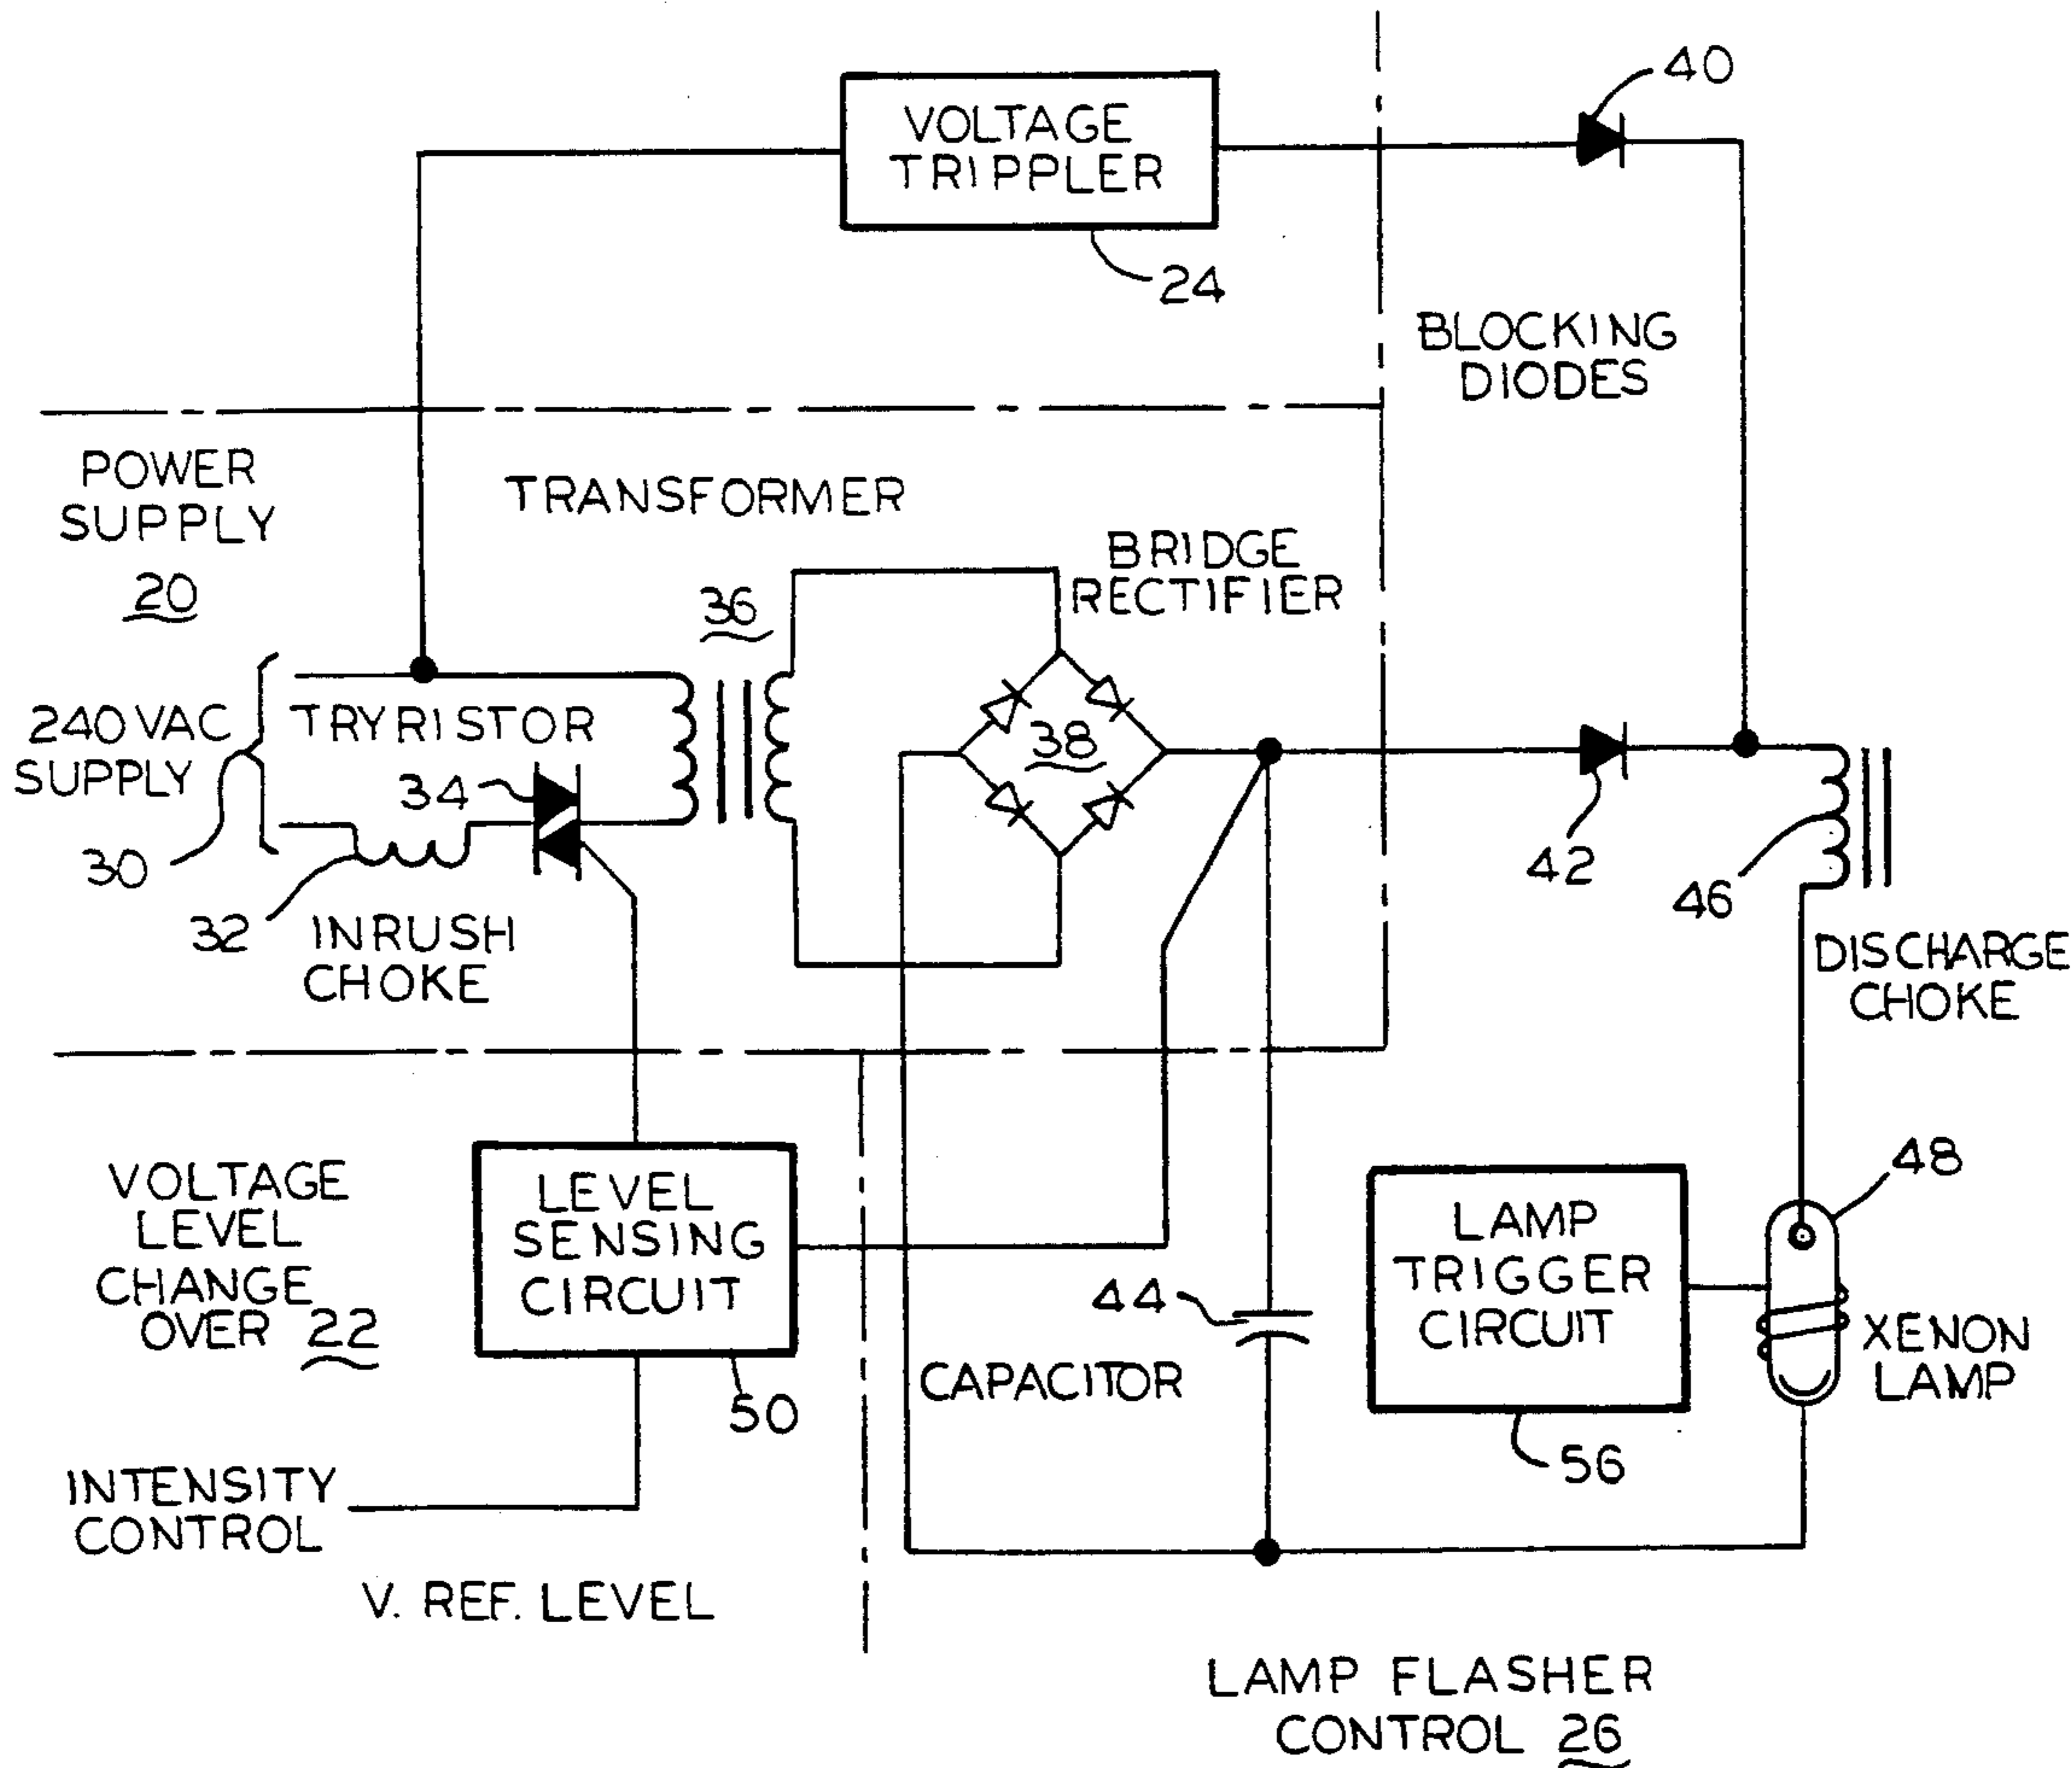 40
VOLTAGE
TRIPPLER
24
BLOCKING
DIODES
POWER
SUPPLY
20
TRANSFORMER
36
BRIDGE
RECTIFIER
38
240 VAC
SUPPLY
30
TRYRISTOR
34
32
INRUSH
CHOKE
42
46
DISCHARGE
CHOKE
VOLTAGE
LEVEL
CHANGE
OVER 22
LEVEL
SENSING
CIRCUIT
50
INTENSITY
CONTROL
V. REF. LEVEL
44
CAPACITOR
LAMP
TRIGGER
CIRCUIT
56
48
XENON
LAMP
LAMP FLASHER
CONTROL 26